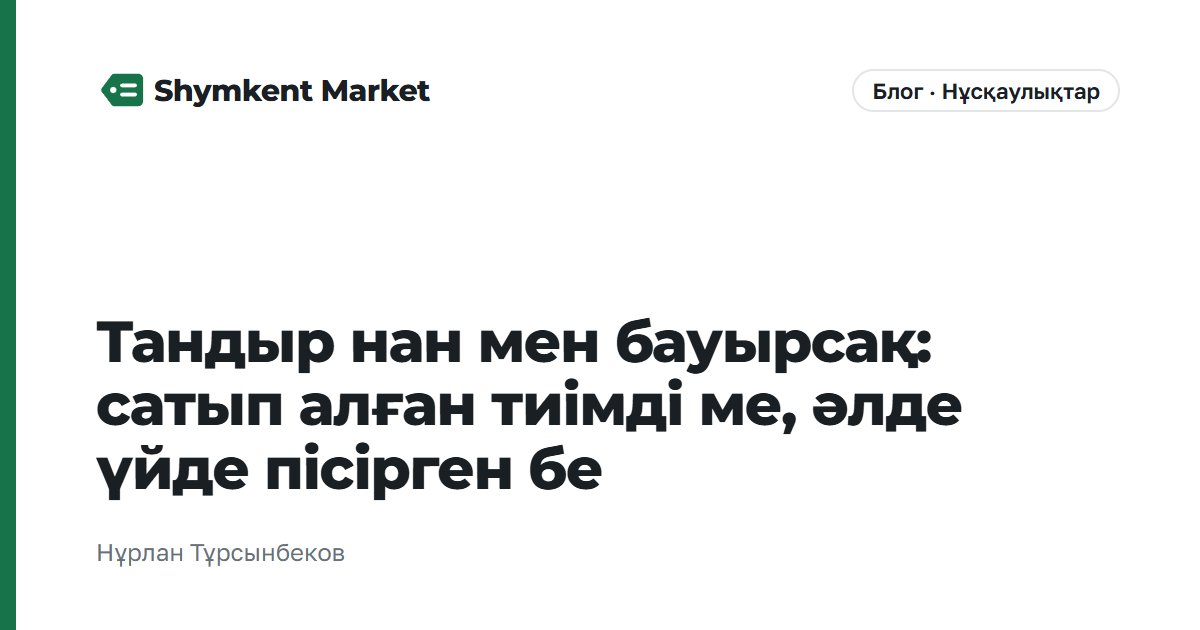 Shymkent Market
Блог · Нұсқаулықтар
Тандыр нан мен бауырсақ:
сатып алған тиімді ме, әлде
үйде пісірген бе
Нұрлан Тұрсынбеков